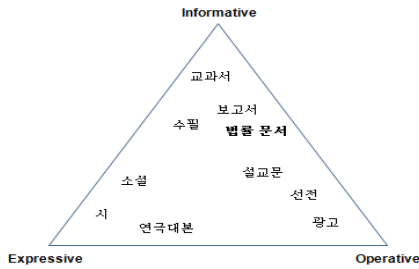 Informative
교과서
보고서
수필
법률 문서
설교문
소설
선전
시
광고
연극대본
Expressive
Operative